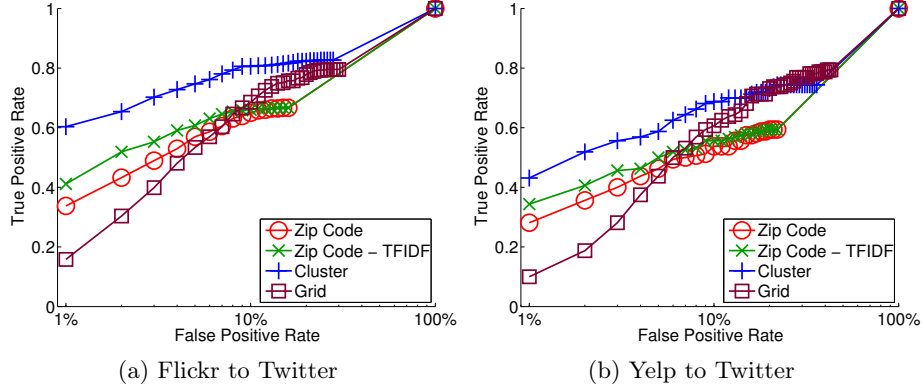 1
0.8
0.6
0.4
0.2
0
True Positive Rate
1%
10%
100%
False Positive Rate
Zip Code
Zip Code − TFIDF
Cluster
Grid
(a) Flickr to Twitter
1
0.8
0.6
0.4
0.2
0
True Positive Rate
1%
10%
100%
False Positive Rate
Zip Code
Zip Code − TFIDF
Cluster
Grid
(b) Yelp to Twitter